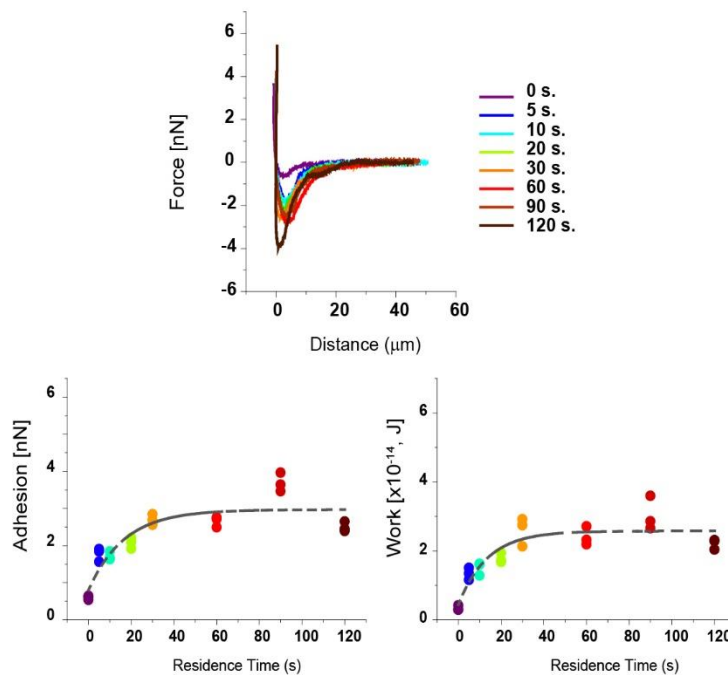 6
4
2
0
-2
-4
-6
Force [nN]
0
20
40
60
Distance (μm)
0 s.
5 s.
10 s.
20 s.
30 s.
60 s.
90 s.
120 s.
6
4
2
0
Adhesion [nN]
0
20
40
60
80
100
120
Residence Time (s)
6
4
2
0
Work [x10⁻¹⁴, J]
0
20
40
60
80
100
120
Residence Time (s)